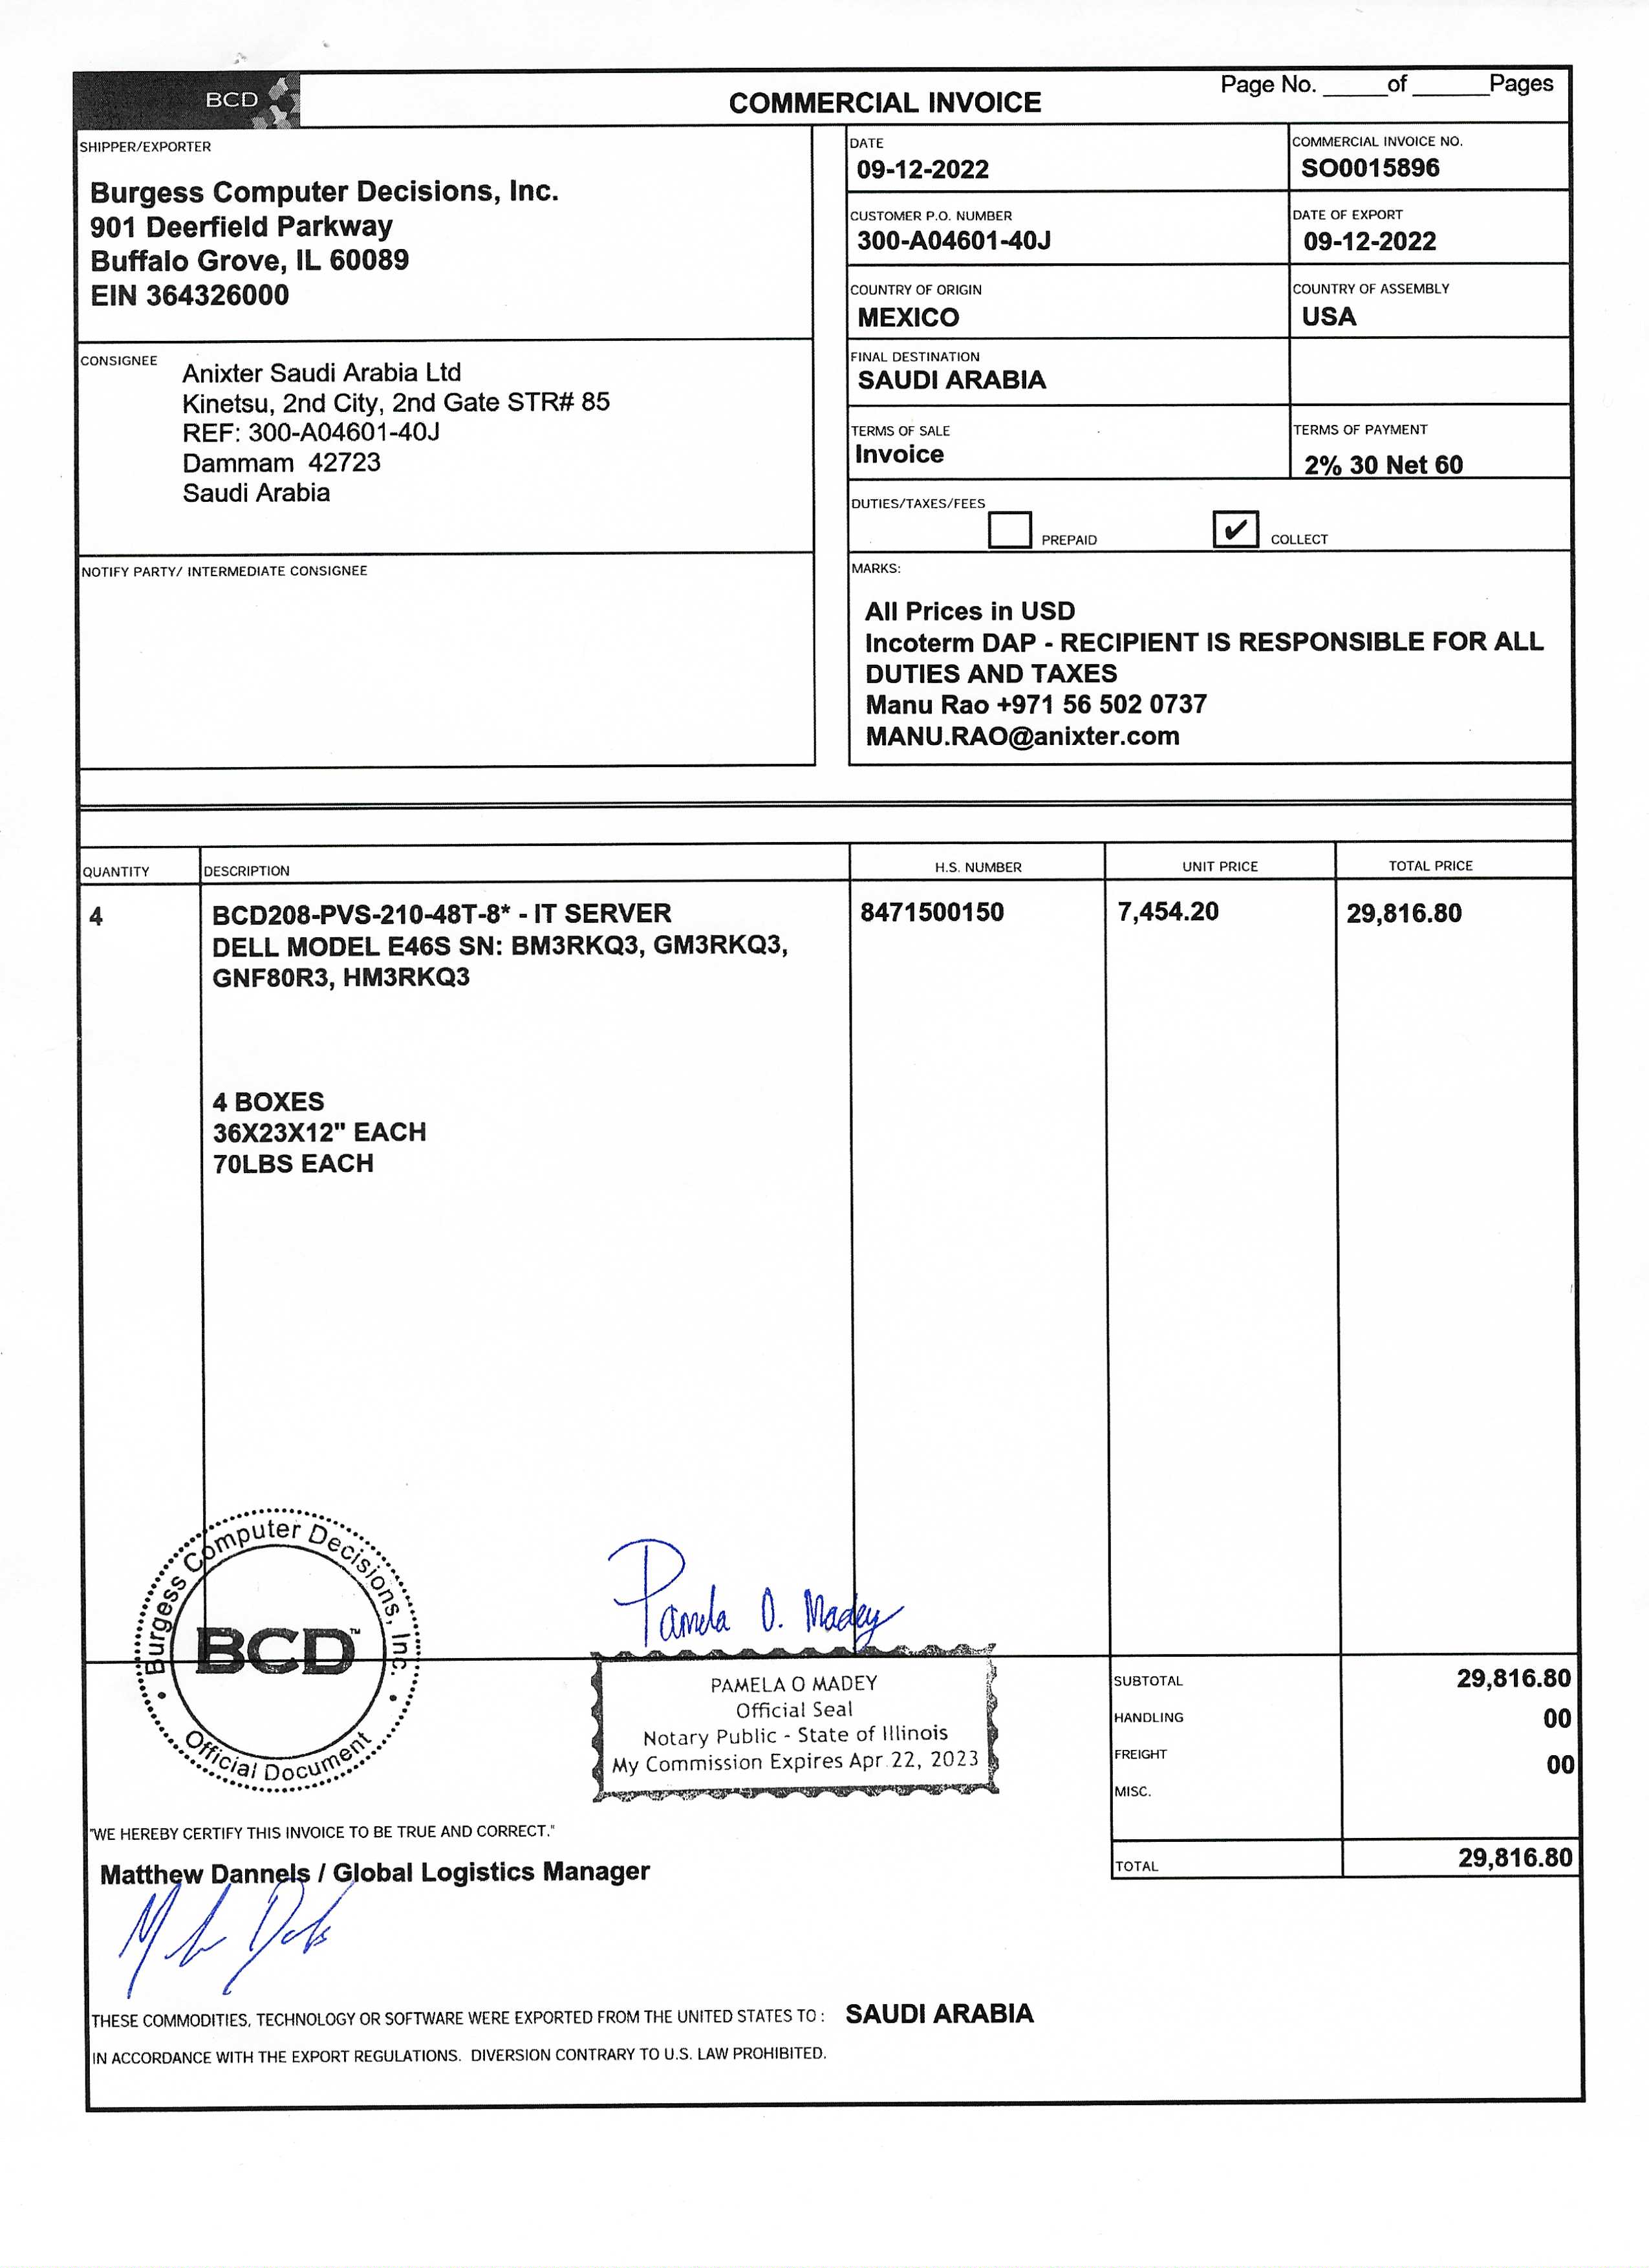 BCD
COMMERCIAL INVOICE
Page No. _____of ______Pages
SHIPPER/EXPORTER
Burgess Computer Decisions, Inc.
901 Deerfield Parkway
Buffalo Grove, IL 60089
EIN 364326000
DATE
09-12-2022
COMMERCIAL INVOICE NO.
SO0015896
CUSTOMER P.O. NUMBER
300-A04601-40J
DATE OF EXPORT
09-12-2022
COUNTRY OF ORIGIN
MEXICO
COUNTRY OF ASSEMBLY
USA
CONSIGNEE
Anixter Saudi Arabia Ltd
Kinetsu, 2nd City, 2nd Gate STR# 85
REF: 300-A04601-40J
Dammam 42723
Saudi Arabia
FINAL DESTINATION
SAUDI ARABIA
TERMS OF SALE
Invoice
TERMS OF PAYMENT
2% 30 Net 60
DUTIES/TAXES/FEES
PREPAID
✔ COLLECT
NOTIFY PARTY/ INTERMEDIATE CONSIGNEE
MARKS:
All Prices in USD
Incoterm DAP - RECIPIENT IS RESPONSIBLE FOR ALL
DUTIES AND TAXES
Manu Rao +971 56 502 0737
MANU.RAO@anixter.com
QUANTITY DESCRIPTION H.S. NUMBER UNIT PRICE TOTAL PRICE
4 BCD208-PVS-210-48T-8* - IT SERVER 8471500150 7,454.20 29,816.80
DELL MODEL E46S SN: BM3RKQ3, GM3RKQ3,
GNF80R3, HM3RKQ3
4 BOXES
36X23X12" EACH
70LBS EACH
Burgess Computer Decisions, Inc.
BCD™
Official Document
Pamela O. Madey
PAMELA O MADEY
Official Seal
Notary Public - State of Illinois
My Commission Expires Apr 22, 2023
SUBTOTAL 29,816.80
HANDLING 00
FREIGHT 00
MISC.
TOTAL 29,816.80
"WE HEREBY CERTIFY THIS INVOICE TO BE TRUE AND CORRECT."
Matthew Dannels / Global Logistics Manager
THESE COMMODITIES, TECHNOLOGY OR SOFTWARE WERE EXPORTED FROM THE UNITED STATES TO : SAUDI ARABIA
IN ACCORDANCE WITH THE EXPORT REGULATIONS. DIVERSION CONTRARY TO U.S. LAW PROHIBITED.